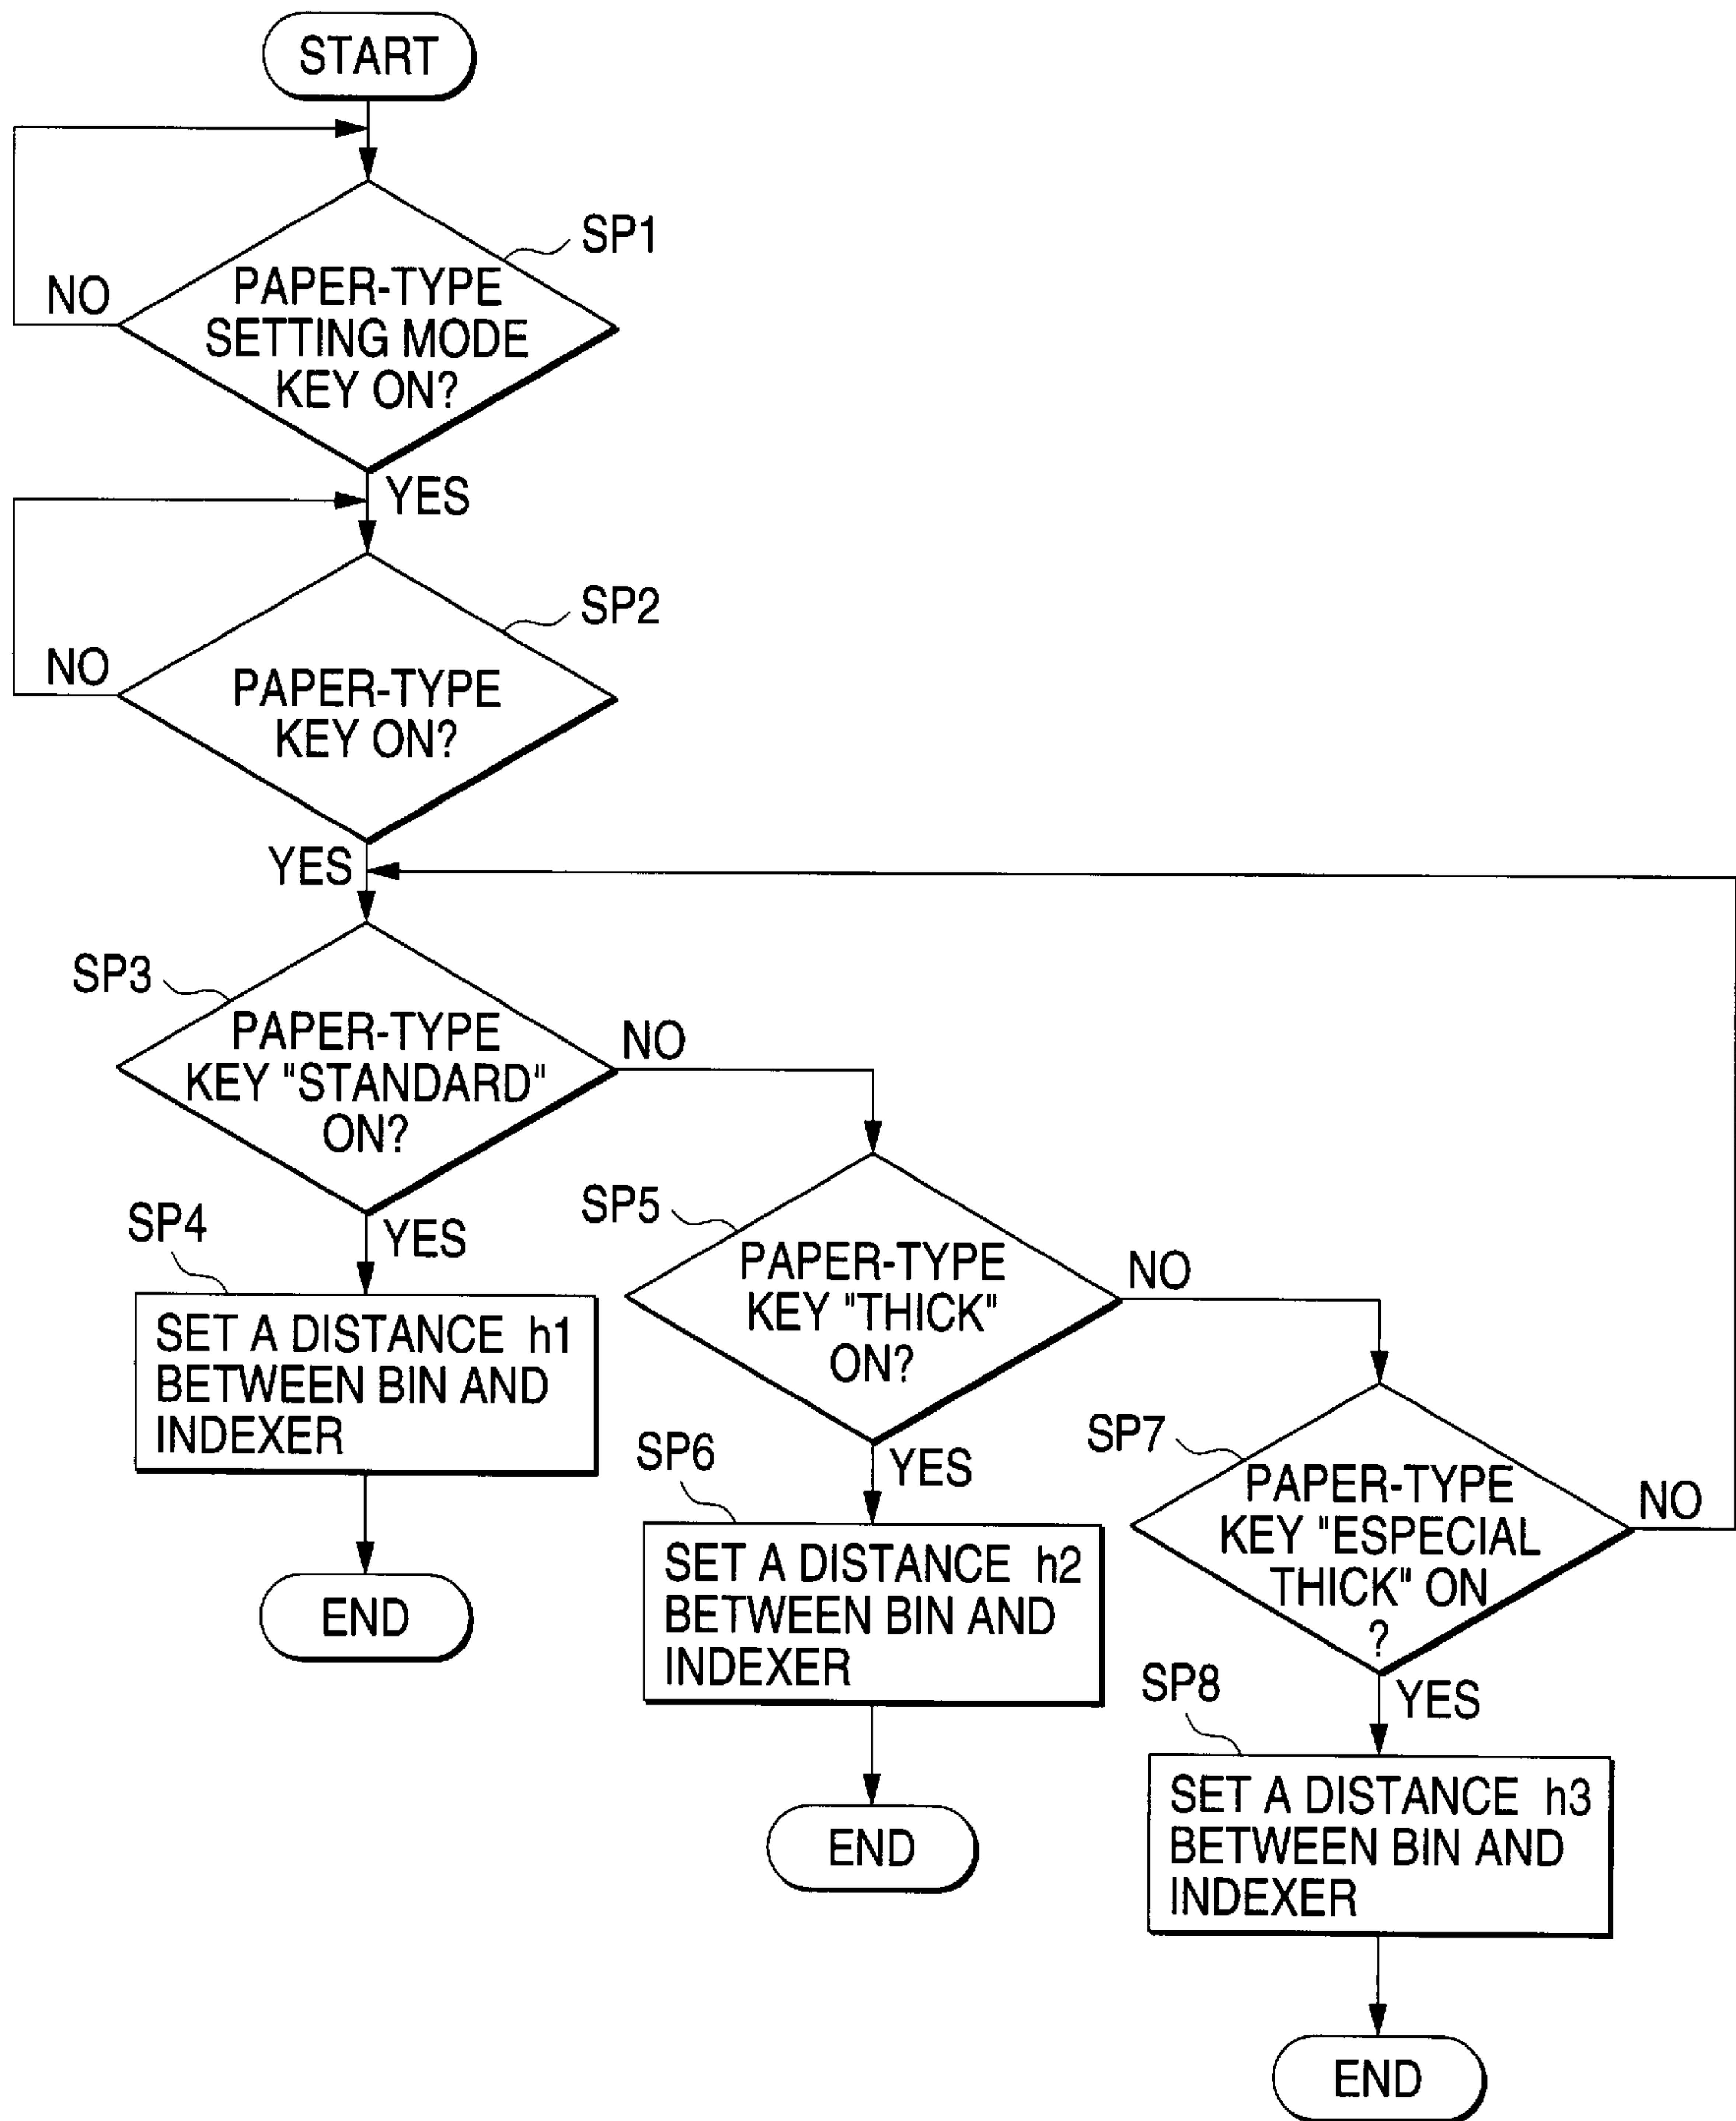 START
SP1
NO
PAPER-TYPE
SETTING MODE
KEY ON?
YES
SP2
NO
PAPER-TYPE
KEY ON?
YES
SP3
PAPER-TYPE
KEY "STANDARD"
ON?
NO
YES
SP4
SET A DISTANCE h1
BETWEEN BIN AND
INDEXER
END
SP5
PAPER-TYPE
KEY "THICK"
ON?
NO
YES
SP6
SET A DISTANCE h2
BETWEEN BIN AND
INDEXER
END
SP7
PAPER-TYPE
KEY "ESPECIAL
THICK" ON
?
NO
YES
SP8
SET A DISTANCE h3
BETWEEN BIN AND
INDEXER
END